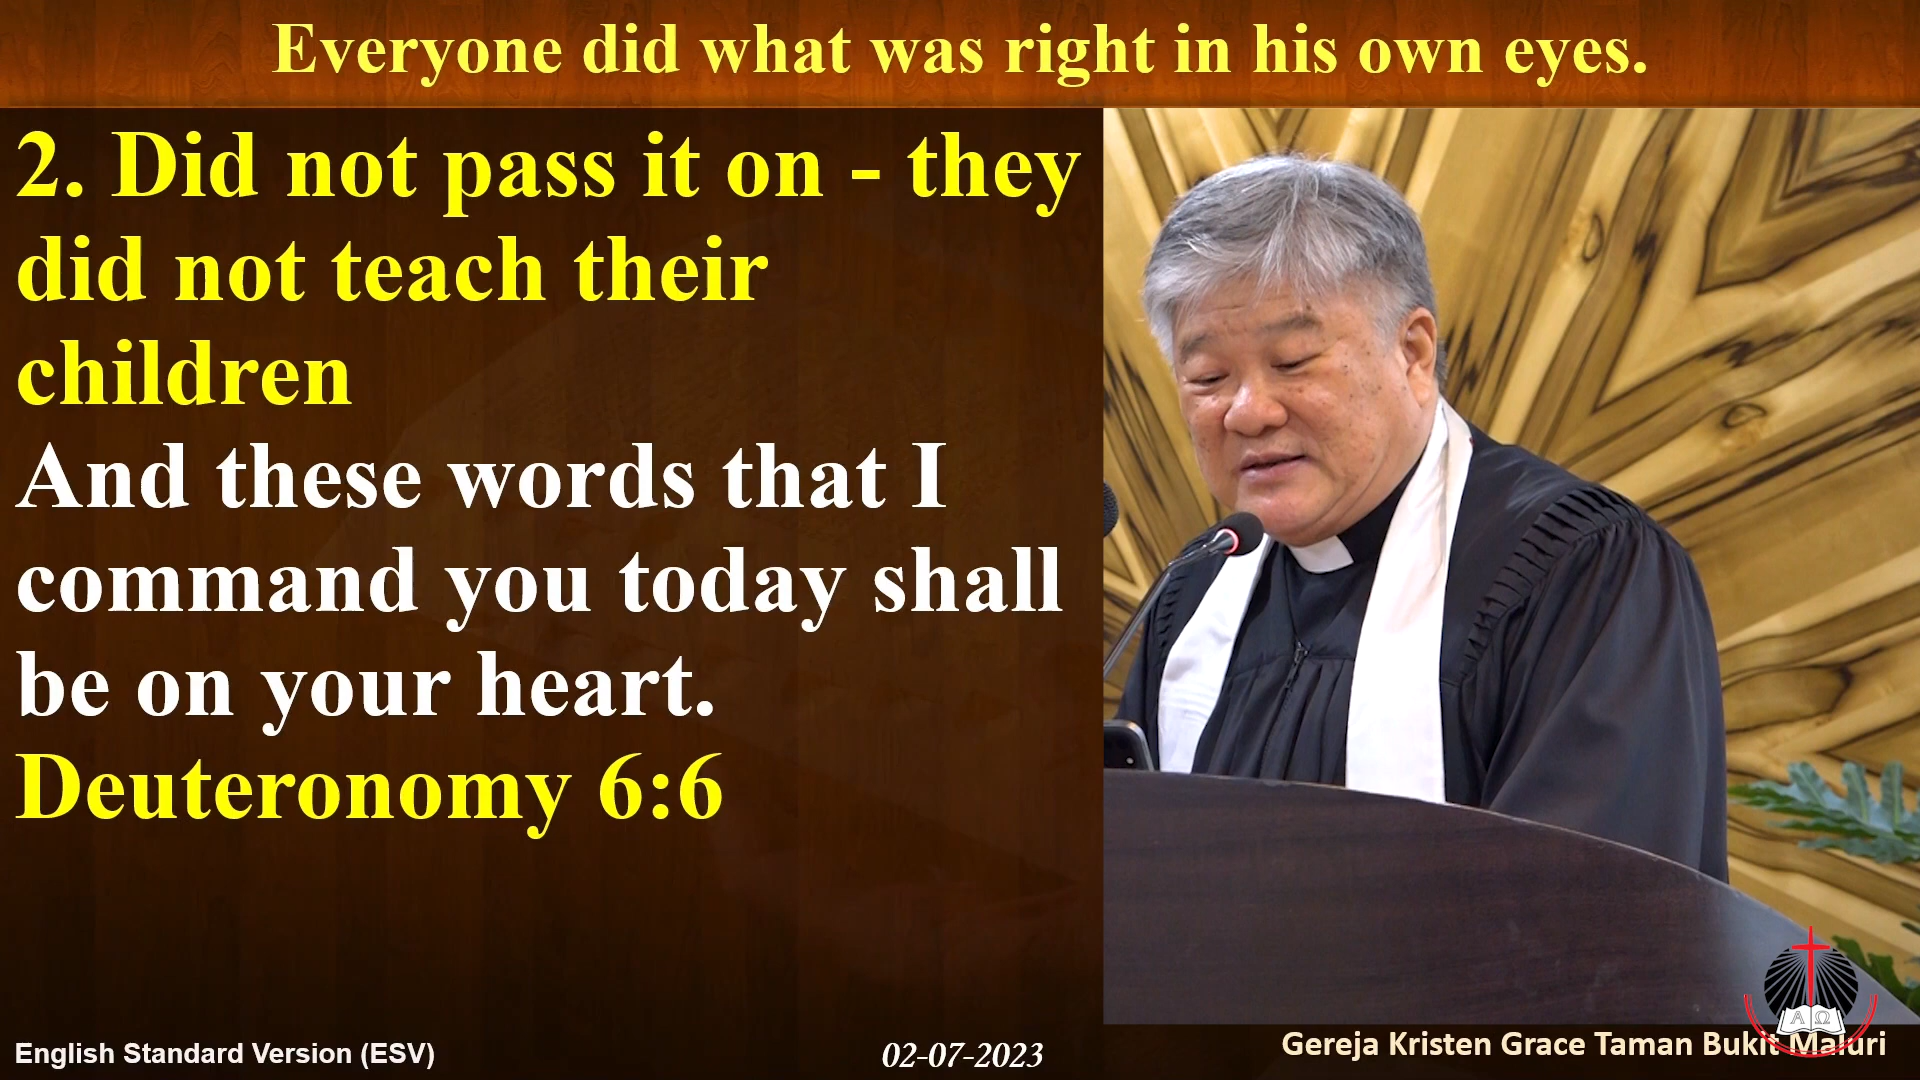 Everyone did what was right in his own eyes.
2. Did not pass it on - they
did not teach their
children
And these words that I
command you today shall
be on your heart.
Deuteronomy 6:6
English Standard Version (ESV)
02-07-2023
Gereja Kristen Grace Taman Bukit Maluri
Α Ω